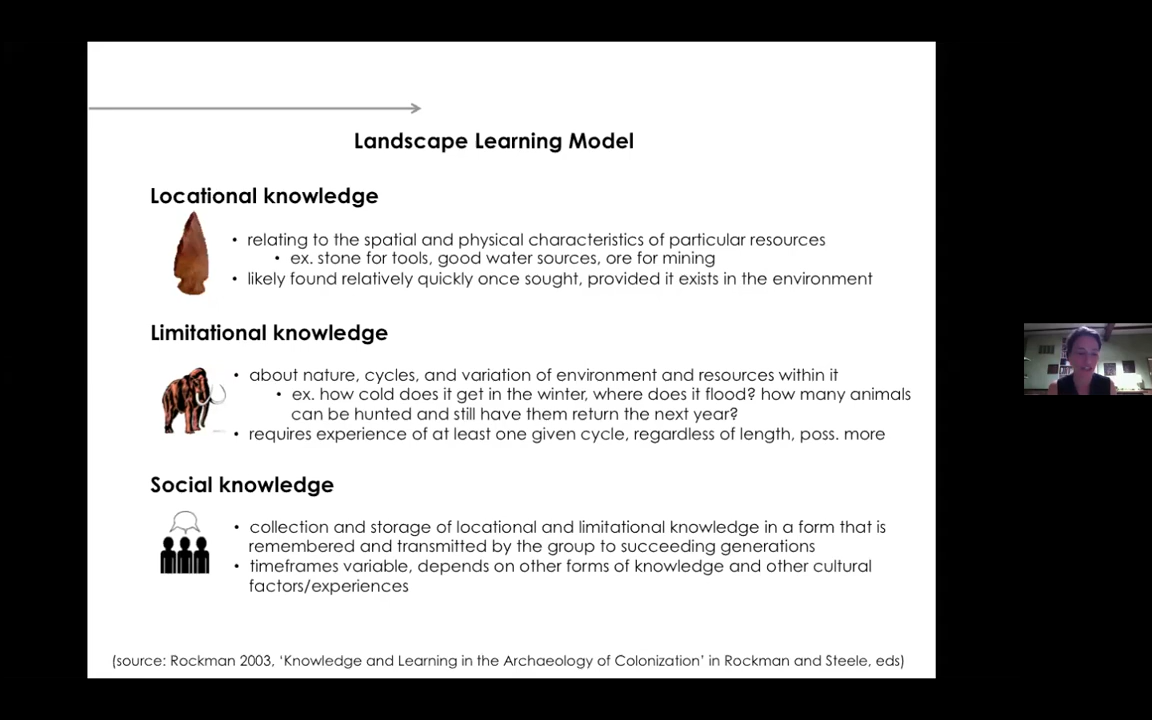 Landscape Learning Model
Locational knowledge
• relating to the spatial and physical characteristics of particular resources
• ex. stone for tools, good water sources, ore for mining
• likely found relatively quickly once sought, provided it exists in the environment
Limitational knowledge
• about nature, cycles, and variation of environment and resources within it
• ex. how cold does it get in the winter, where does it flood? how many animals
can be hunted and still have them return the next year?
• requires experience of at least one given cycle, regardless of length, poss. more
Social knowledge
• collection and storage of locational and limitational knowledge in a form that is
remembered and transmitted by the group to succeeding generations
• timeframes variable, depends on other forms of knowledge and other cultural
factors/experiences
(source: Rockman 2003, ‘Knowledge and Learning in the Archaeology of Colonization’ in Rockman and Steele, eds)